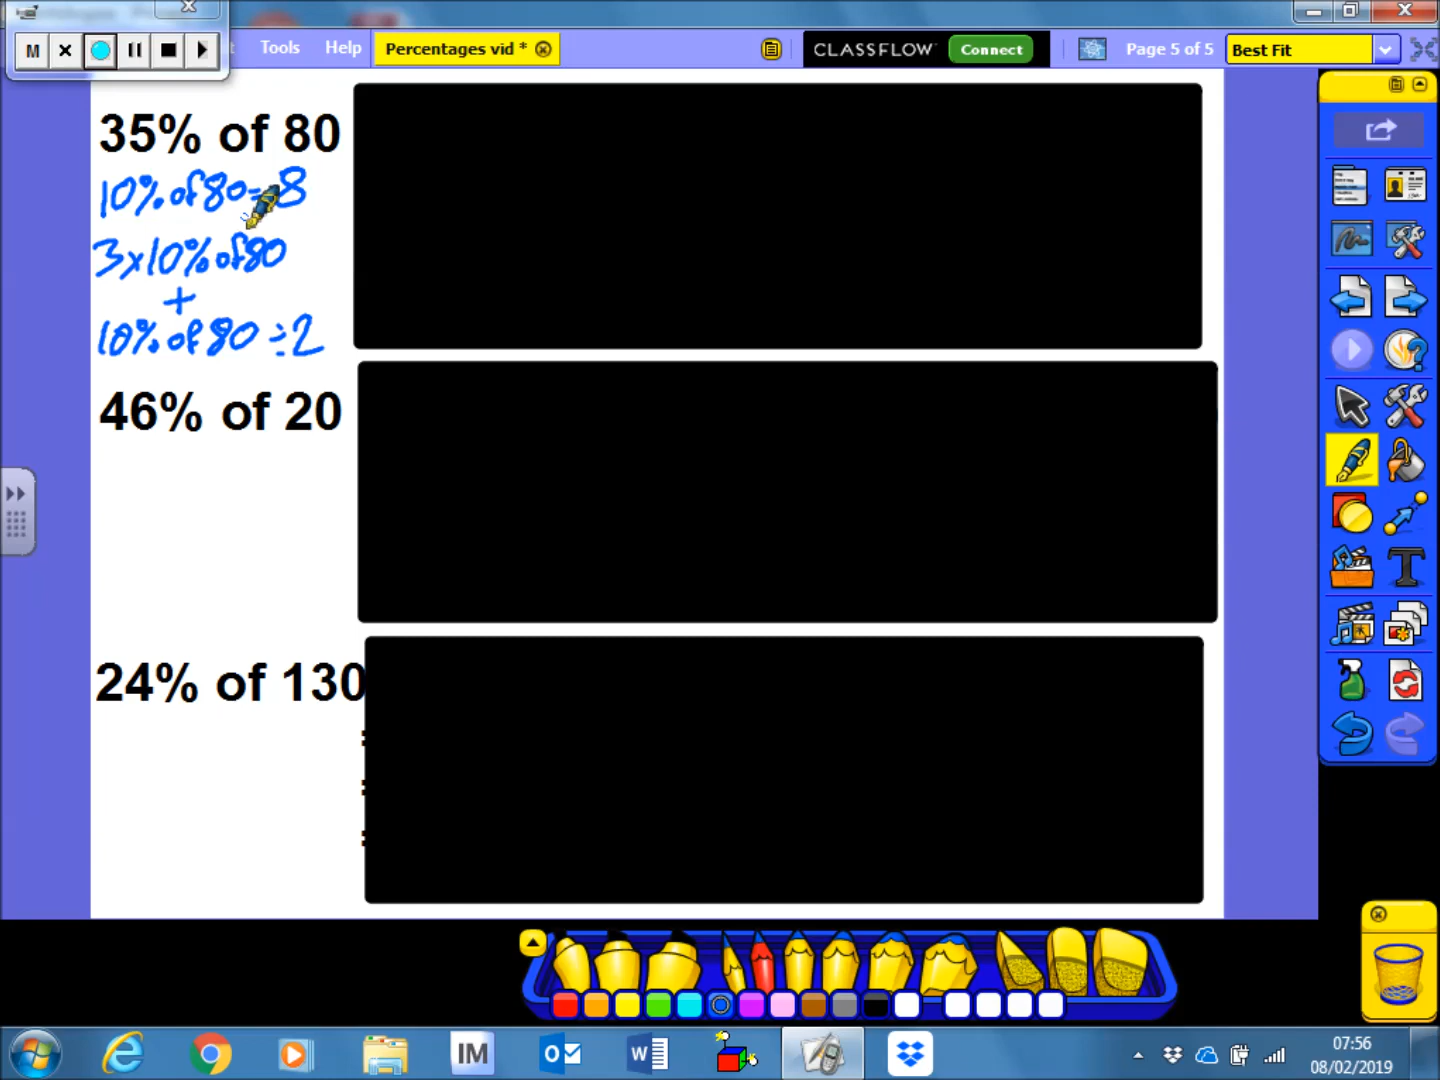 M
Tools Help Percentages vid *
CLASSFLOW Connect Page 5 of 5 Best Fit
35% of 80
10% of 80 = 8
3x10% of 80
+
10% of 80 ÷2
46% of 20
24% of 130
IM
07:56
08/02/2019